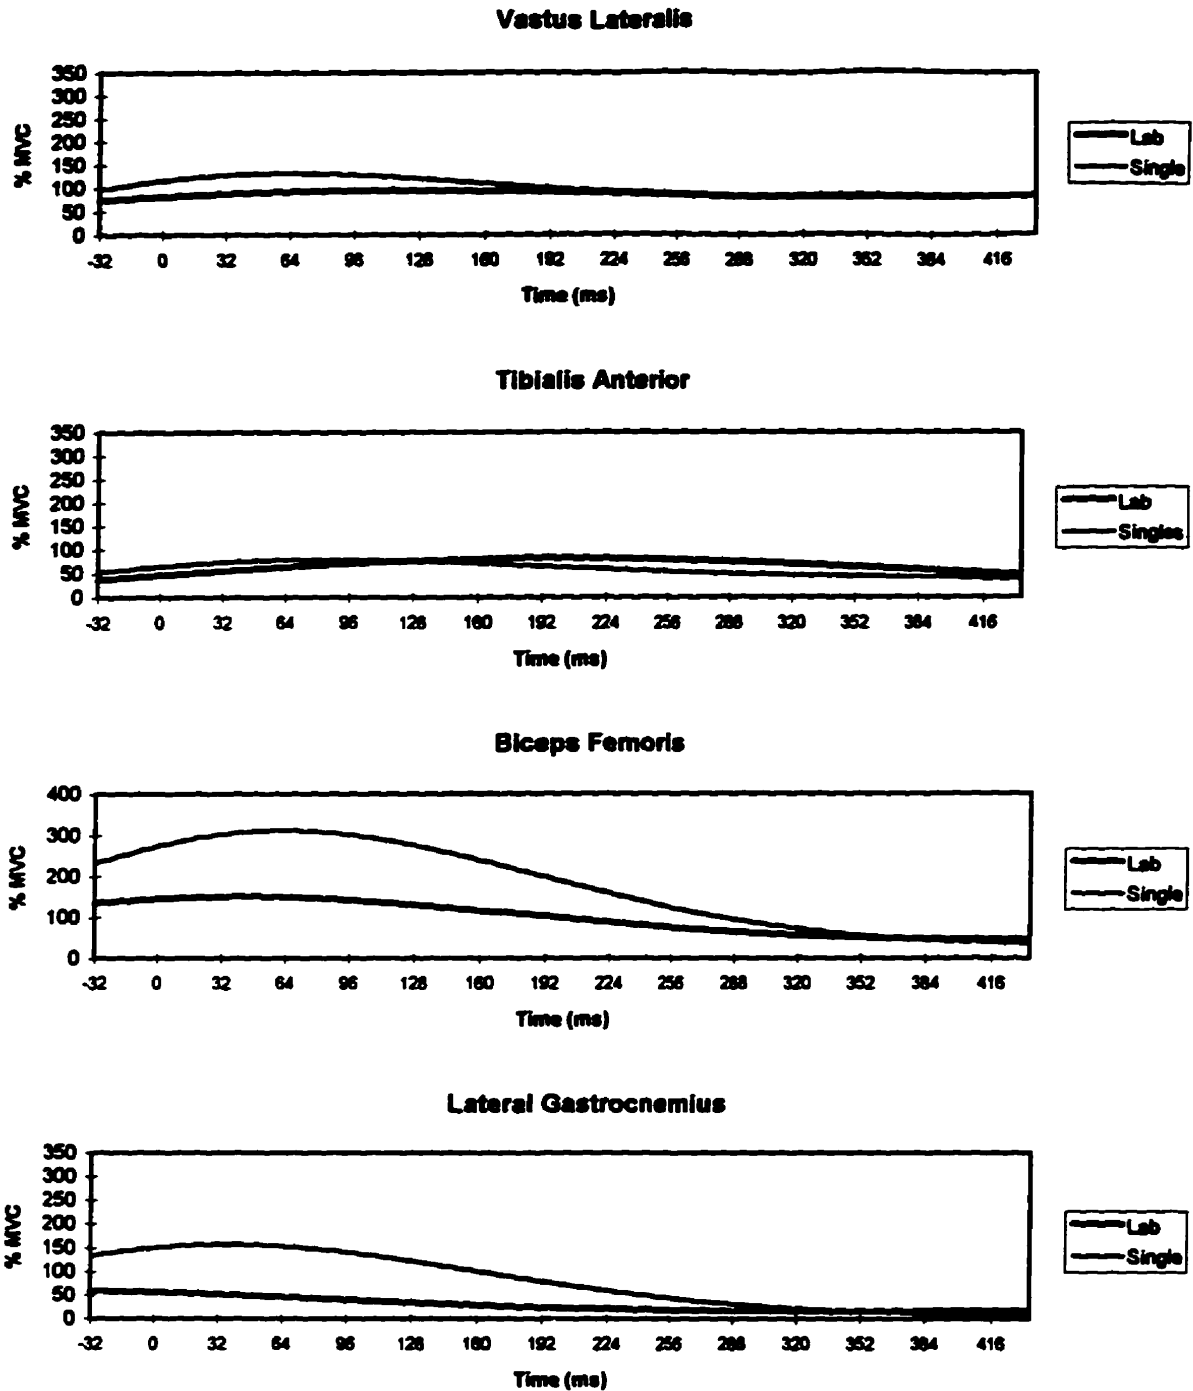 Vastus Lateralis
350
300
250
200
150
100
50
0
% MVC
-32 0 32 64 96 128 160 192 224 256 288 320 352 384 416
Time (ms)
Lab
Single
Tibialis Anterior
350
300
250
200
150
100
50
0
% MVC
-32 0 32 64 96 128 160 192 224 256 288 320 352 384 416
Time (ms)
Lab
Singles
Biceps Femoris
400
300
200
100
0
% MVC
-32 0 32 64 96 128 160 192 224 256 288 320 352 384 416
Time (ms)
Lab
Single
Lateral Gastrocnemius
350
300
250
200
150
100
50
0
% MVC
-32 0 32 64 96 128 160 192 224 256 288 320 352 384 416
Time (ms)
Lab
Single